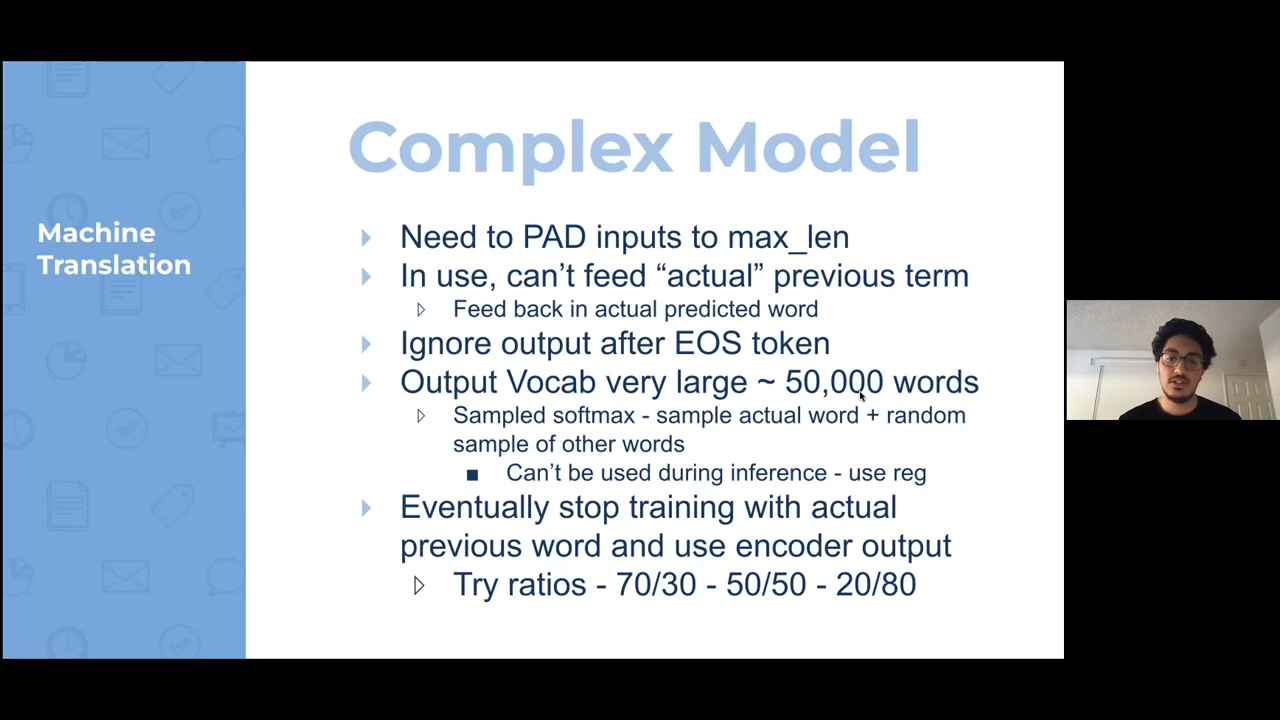 Complex Model
Machine
Translation
Need to PAD inputs to max_len
In use, can’t feed “actual” previous term
Feed back in actual predicted word
Ignore output after EOS token
Output Vocab very large ~ 50,000 words
Sampled softmax - sample actual word + random
sample of other words
Can’t be used during inference - use reg
Eventually stop training with actual
previous word and use encoder output
Try ratios - 70/30 - 50/50 - 20/80